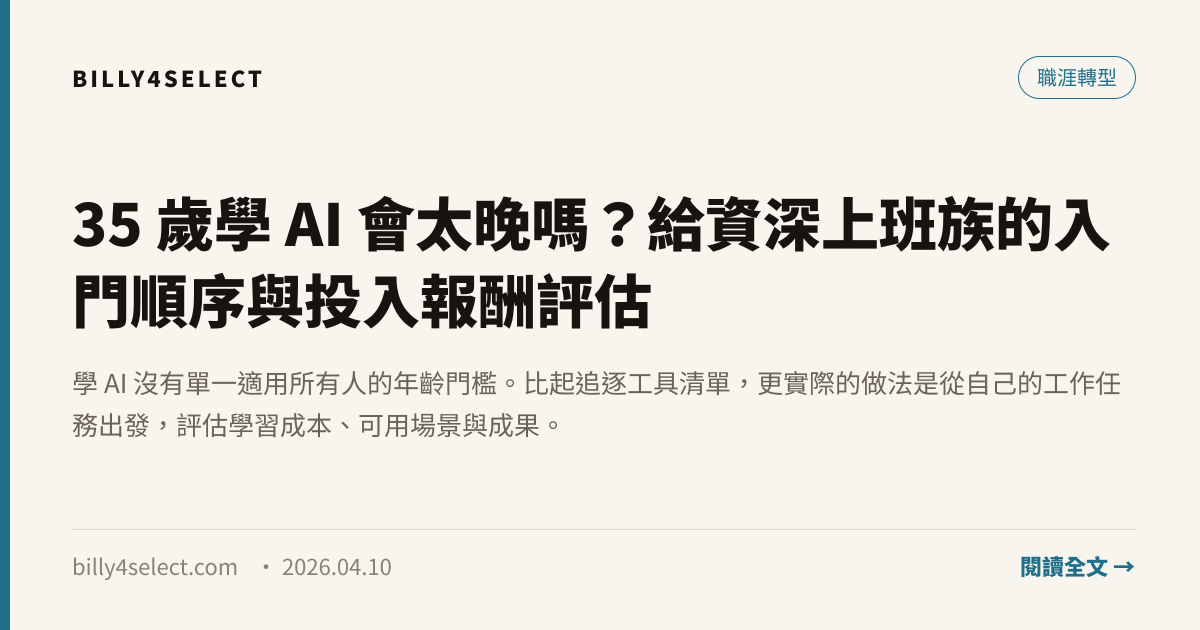 BILLY4SELECT
職涯轉型
35 歲學 AI 會太晚嗎？給資深上班族的入
門順序與投入報酬評估
學 AI 沒有單一適用所有人的年齡門檻。比起追逐工具清單，更實際的做法是從自己的工作任
務出發，評估學習成本、可用場景與成果。
billy4select.com ・ 2026.04.10
閱讀全文 →